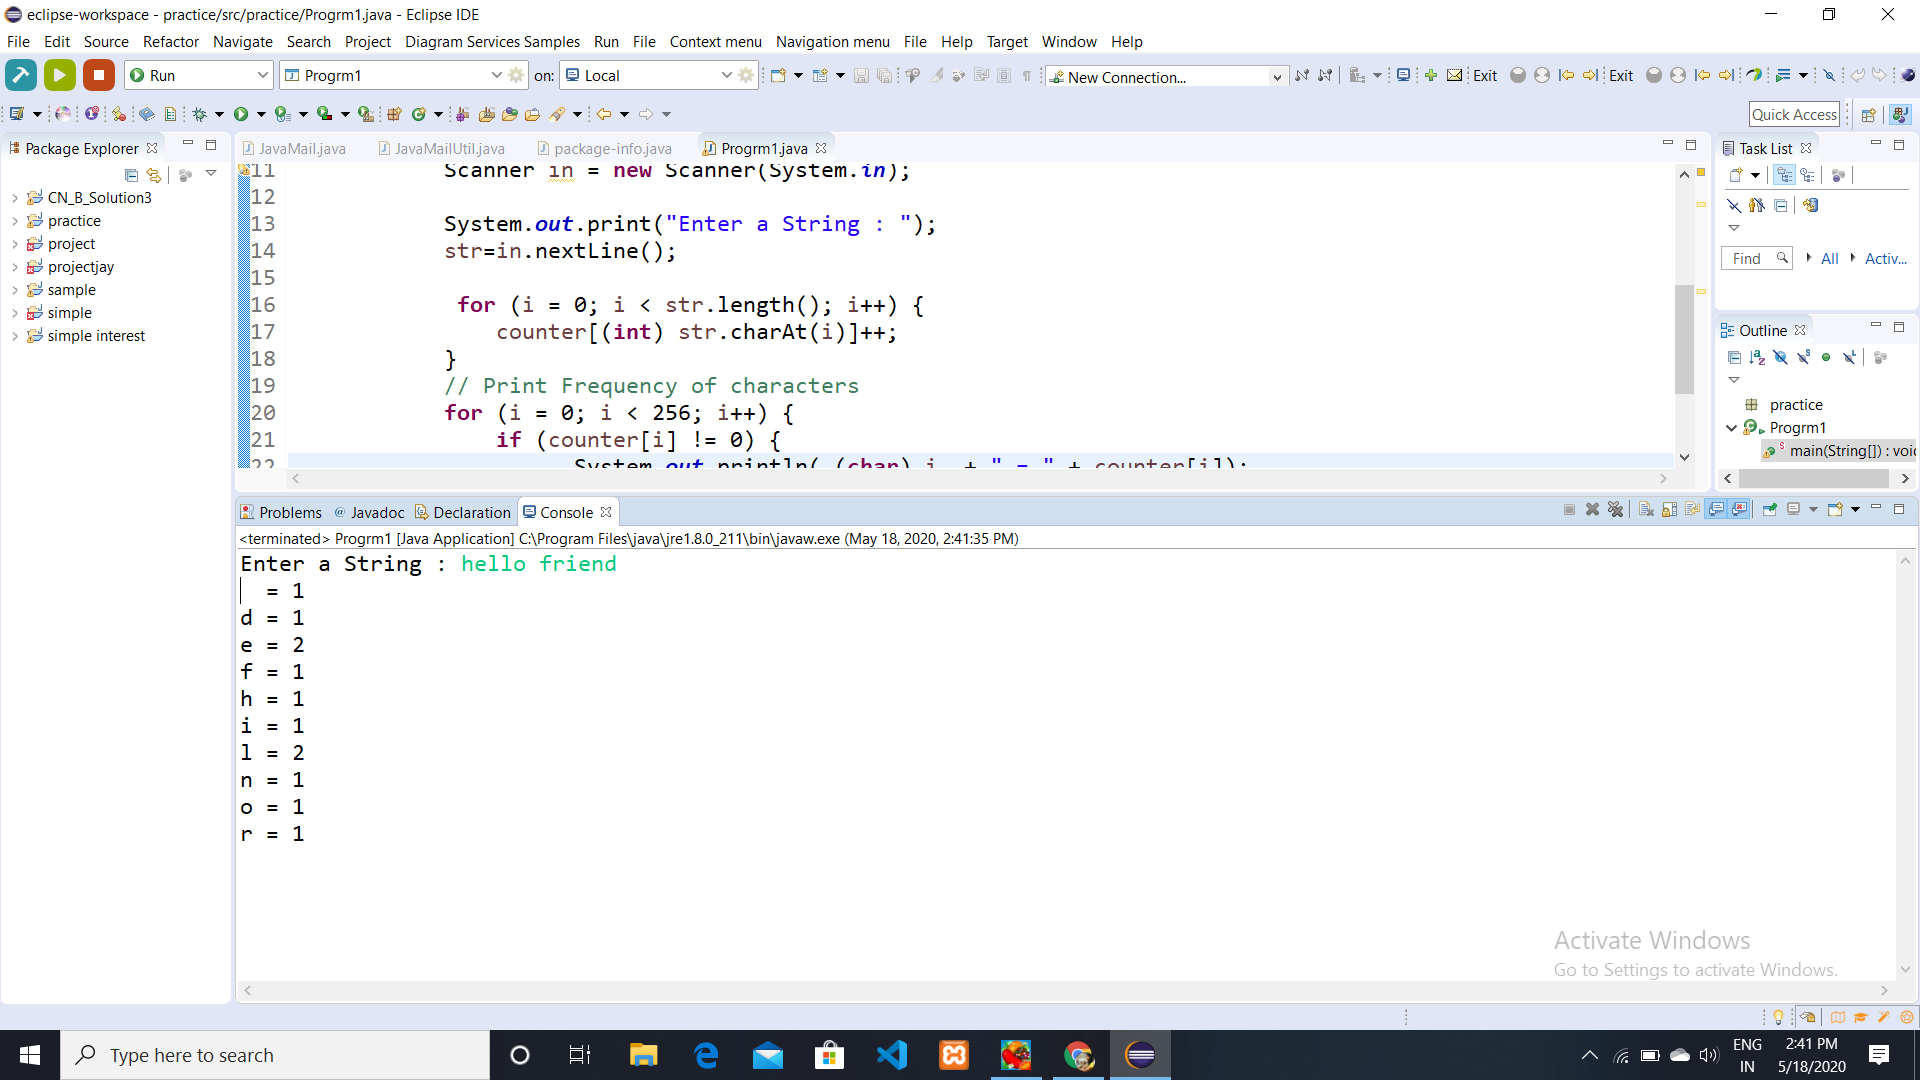 eclipse-workspace - practice/src/practice/Progrm1.java - Eclipse IDE
File Edit Source Refactor Navigate Search Project Diagram Services Samples Run File Context menu Navigation menu File Help Target Window Help
Run Progrm1 on: Local New Connection... Exit Exit
Quick Access
Package Explorer
CN_B_Solution3
practice
project
projectjay
sample
simple
simple interest
JavaMail.java JavaMailUtil.java package-info.java Progrm1.java
11 Scanner in = new Scanner(System.in);
12
13 System.out.print("Enter a String : ");
14 str=in.nextLine();
15
16 for (i = 0; i < str.length(); i++) {
17 counter[(int) str.charAt(i)]++;
18 }
19 // Print Frequency of characters
20 for (i = 0; i < 256; i++) {
21 if (counter[i] != 0) {
22 System.out.println( (char) i + " = " + counter[i]);
Task List
Find All Activ...
Outline
practice
Progrm1
main(String[]) : voic
Problems @ Javadoc Declaration Console
<terminated> Progrm1 [Java Application] C:\Program Files\java\jre1.8.0_211\bin\javaw.exe (May 18, 2020, 2:41:35 PM)
Enter a String : hello friend
= 1
d = 1
e = 2
f = 1
h = 1
i = 1
l = 2
n = 1
o = 1
r = 1
Activate Windows
Go to Settings to activate Windows.
Type here to search
ENG
IN
2:41 PM
5/18/2020